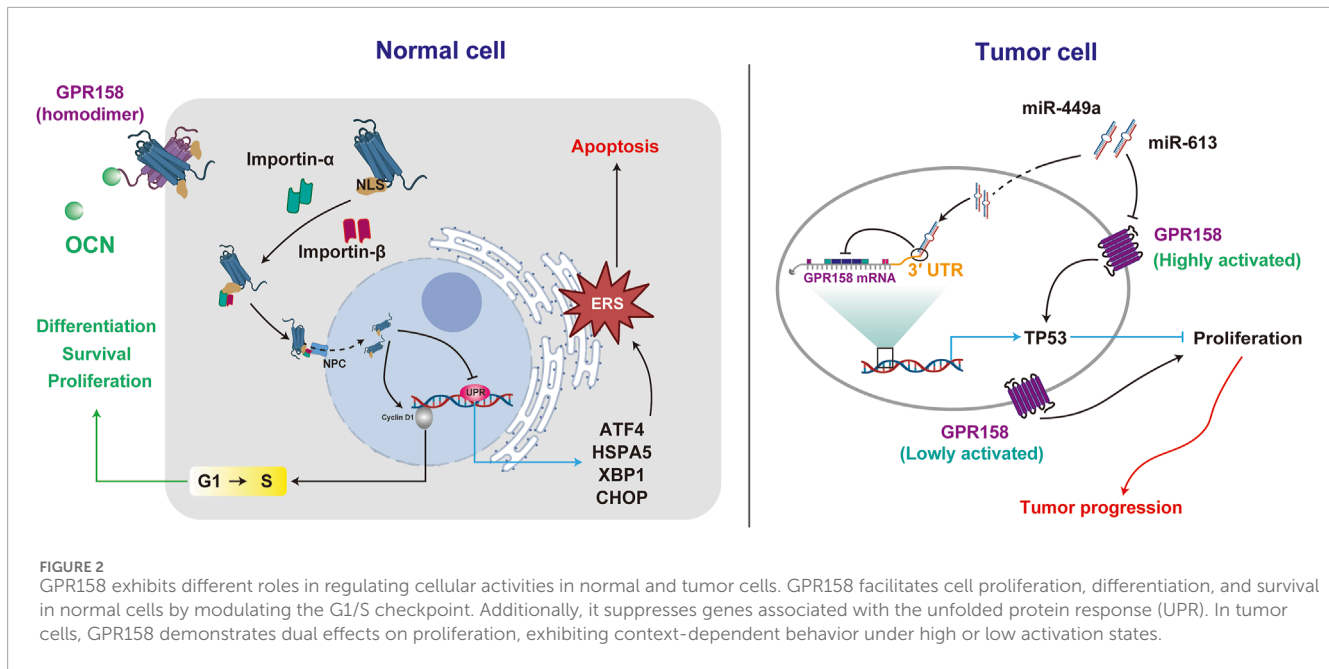 Normal cell
GPR158
(homodimer)
Importin-α
NLS
Importin-β
OCN
Apoptosis
ERS
NPC
UPR
Cyclin D1
Differentiation
Survival
Proliferation
ATF4
HSPA5
XBP1
CHOP
G1 → S
Tumor cell
miR-449a
miR-613
GPR158
(Highly activated)
3′ UTR
GPR158 mRNA
TP53
Proliferation
GPR158
(Lowly activated)
Tumor progression
FIGURE 2
GPR158 exhibits different roles in regulating cellular activities in normal and tumor cells. GPR158 facilitates cell proliferation, differentiation, and survival
in normal cells by modulating the G1/S checkpoint. Additionally, it suppresses genes associated with the unfolded protein response (UPR). In tumor
cells, GPR158 demonstrates dual effects on proliferation, exhibiting context-dependent behavior under high or low activation states.